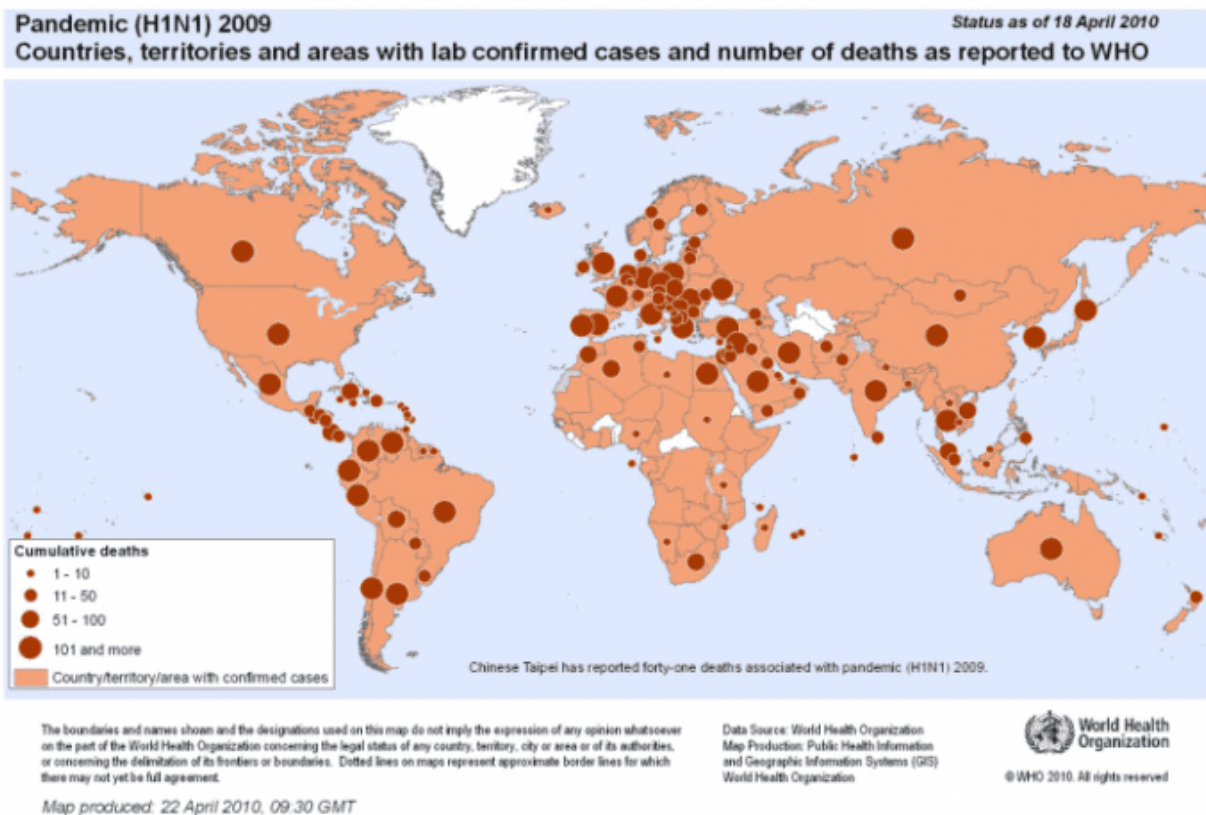 Pandemic (H1N1) 2009
Status as of 18 April 2010
Countries, territories and areas with lab confirmed cases and number of deaths as reported to WHO
Cumulative deaths
1 - 10
11 - 50
51 - 100
101 and more
Country/territory/area with confirmed cases
Chinese Taipei has reported forty-one deaths associated with pandemic (H1N1) 2009.
The boundaries and names shown and the designations used on this map do not imply the expression of any opinion whatsoever
on the part of the World Health Organization concerning the legal status of any country, territory, city or area or of its authorities,
or concerning the delimitation of its frontiers or boundaries. Dotted lines on maps represent approximate border lines for which
there may not yet be full agreement.
Map produced: 22 April 2010, 09:30 GMT
Data Source: World Health Organization
Map Production: Public Health Information
and Geographic Information Systems (GIS)
World Health Organization
World Health
Organization
© WHO 2010. All rights reserved